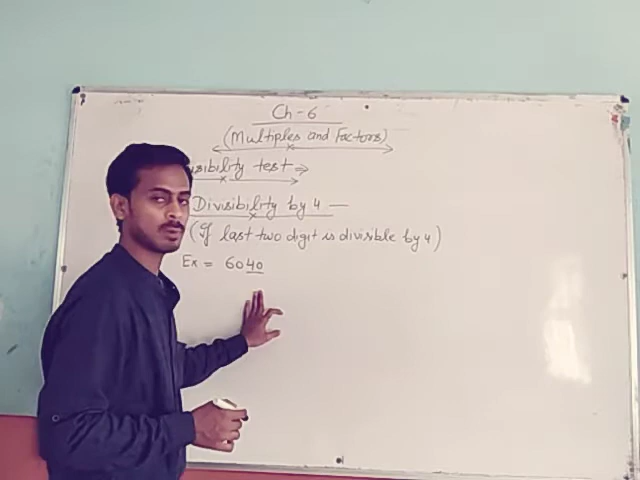 Ch-6
(Multiples and Factors)
isibility test ⇒
Divisibility by 4 —
(If last two digit is divisible by 4)
Ex = 6040